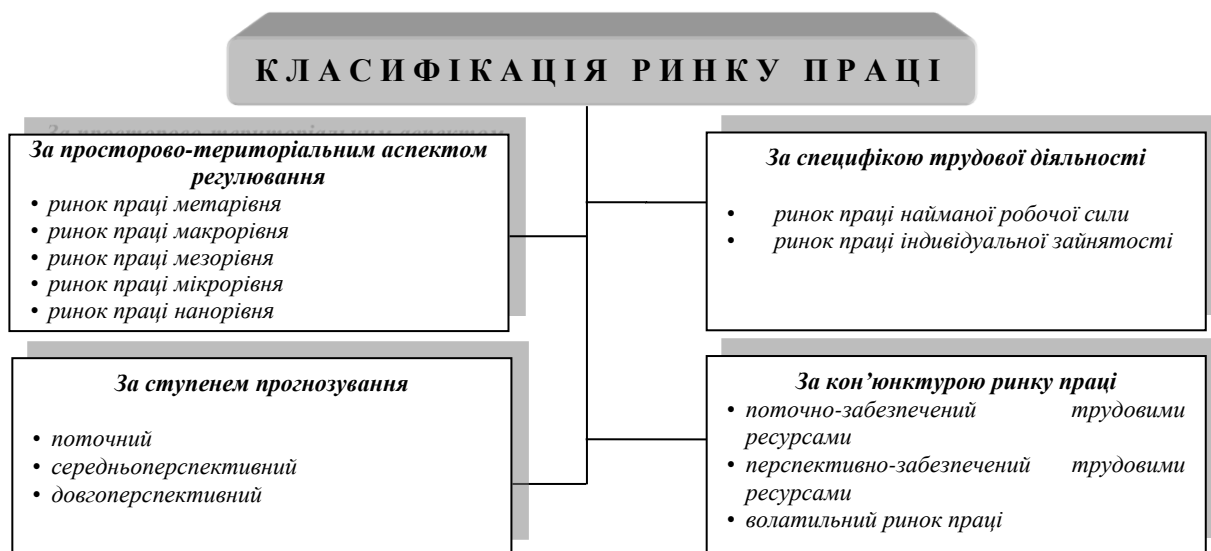 КЛАСИФІКАЦІЯ РИНКУ ПРАЦІ
За просторово-територіальним аспектом
регулювання
• ринок праці метарівня
• ринок праці макрорівня
• ринок праці мезорівня
• ринок праці мікрорівня
• ринок праці нанорівня
За специфікою трудової діяльності
• ринок праці найманої робочої сили
• ринок праці індивідуальної зайнятості
За ступенем прогнозування
• поточний
• середньоперспективний
• довгоперспективний
За кон’юнктурою ринку праці
• поточно-забезпечений трудовими
ресурсами
• перспективно-забезпечений трудовими
ресурсами
• волатильний ринок праці